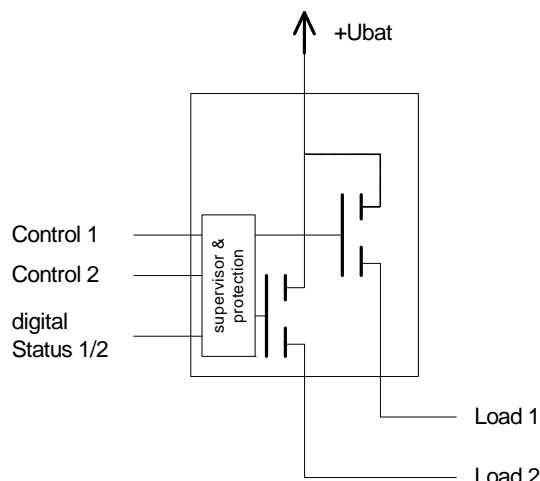 +Ubat
Control 1
Control 2
digital
Status 1/2
supervisor &
protection
Load 1
Load 2